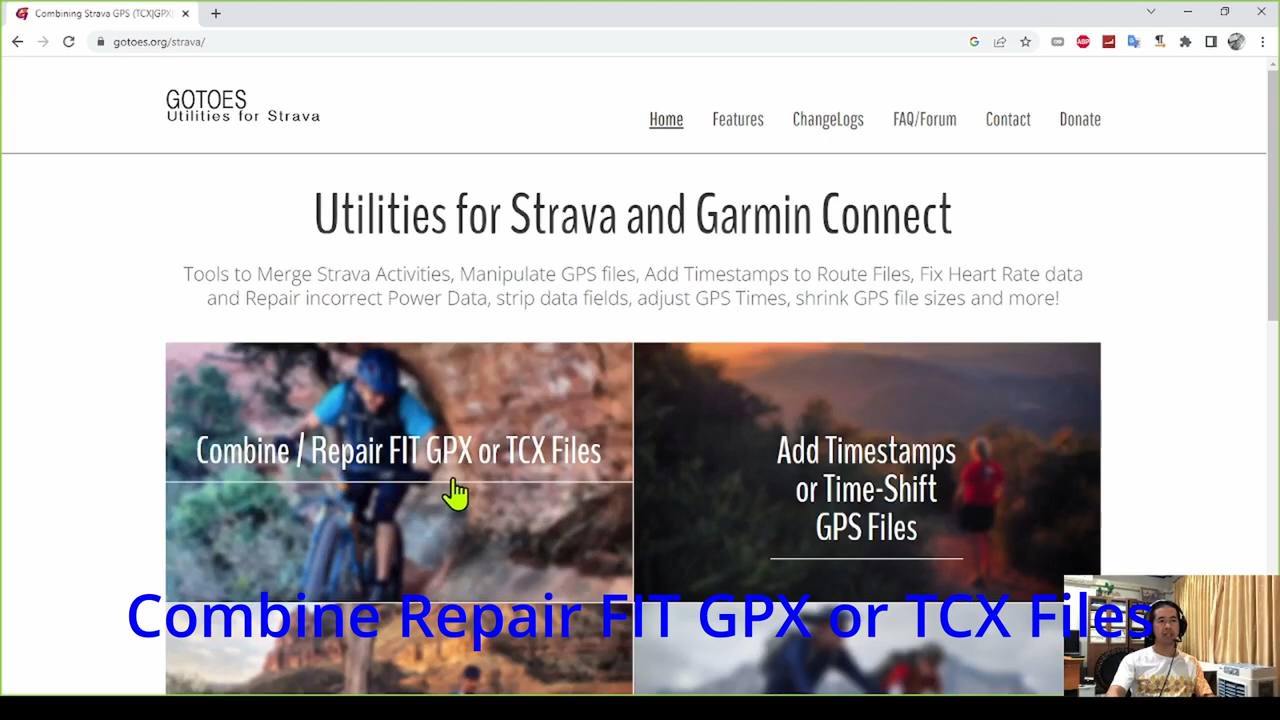 Combining Strava GPS (TCX|GPX|
gotoes.org/strava/
ABP
GOTOES
Utilities for Strava
Home Features ChangeLogs FAQ/Forum Contact Donate
Utilities for Strava and Garmin Connect
Tools to Merge Strava Activities, Manipulate GPS files, Add Timestamps to Route Files, Fix Heart Rate data
and Repair incorrect Power Data, strip data fields, adjust GPS Times, shrink GPS file sizes and more!
Combine / Repair FIT GPX or TCX Files
Add Timestamps
or Time-Shift
GPS Files
Combine Repair FIT GPX or TCX Files